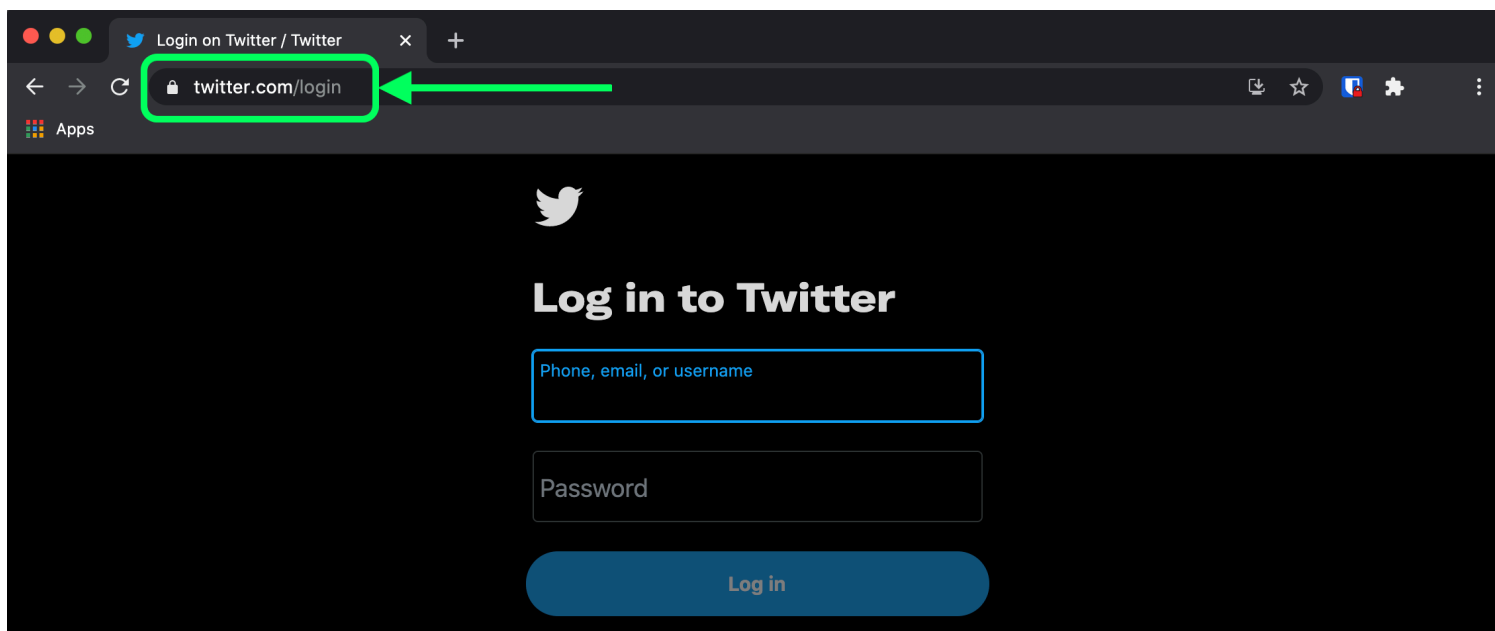 Login on Twitter / Twitter
twitter.com/login
Apps
Log in to Twitter
Phone, email, or username
Password
Log in